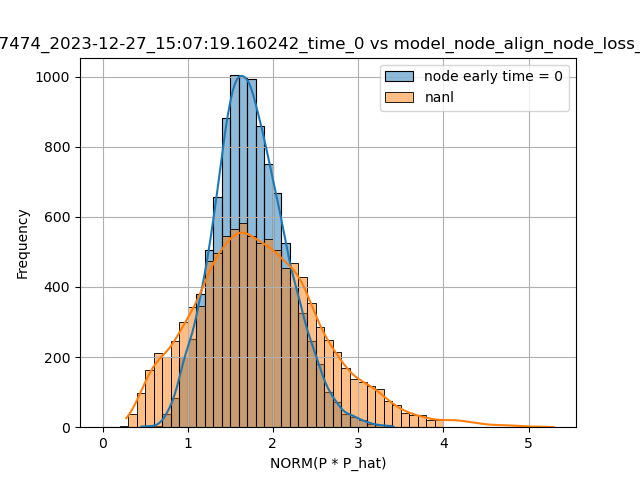 7474_2023-12-27_15:07:19.160242_time_0 vs model_node_align_node_loss_
node early time = 0
nanl
Frequency
1000
800
600
400
200
0
0 1 2 3 4 5
NORM(P * P_hat)